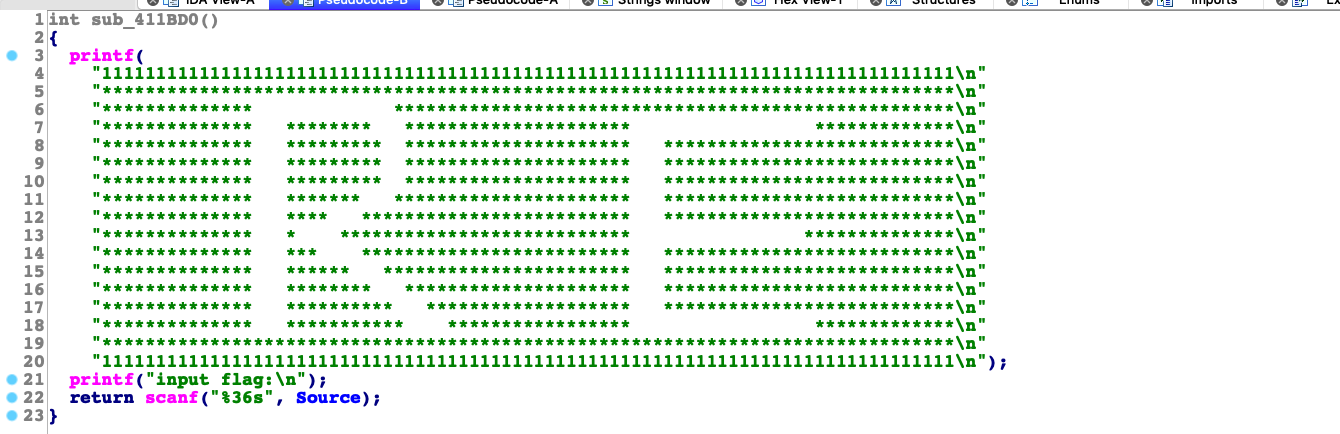 IDA View-A Pseudocode-B Pseudocode-A Strings window Hex View-1 Structures Enums Imports
1 int sub_411BD0()
2 {
3   printf(
4     "1111111111111111111111111111111111111111111111111111111111111111111111111111111\n"
5     "*******************************************************************************\n"
6     "**************             ****************************************************\n"
7     "**************   ********   *********************                 *************\n"
8     "**************   *********  *********************   ***************************\n"
9     "**************   *********  *********************   ***************************\n"
10     "**************   *********  *********************   ***************************\n"
11     "**************   *******   **********************   ***************************\n"
12     "**************   ****   *************************   ***************************\n"
13     "**************   *    ***************************                **************\n"
14     "**************   ***    *************************   ***************************\n"
15     "**************   ******   ***********************   ***************************\n"
16     "**************   ********   *********************   ***************************\n"
17     "**************   **********   *******************   ***************************\n"
18     "**************   ***********    *****************                 *************\n"
19     "*******************************************************************************\n"
20     "1111111111111111111111111111111111111111111111111111111111111111111111111111111\n");
21   printf("input flag:\n");
22   return scanf("%36s", Source);
23 }